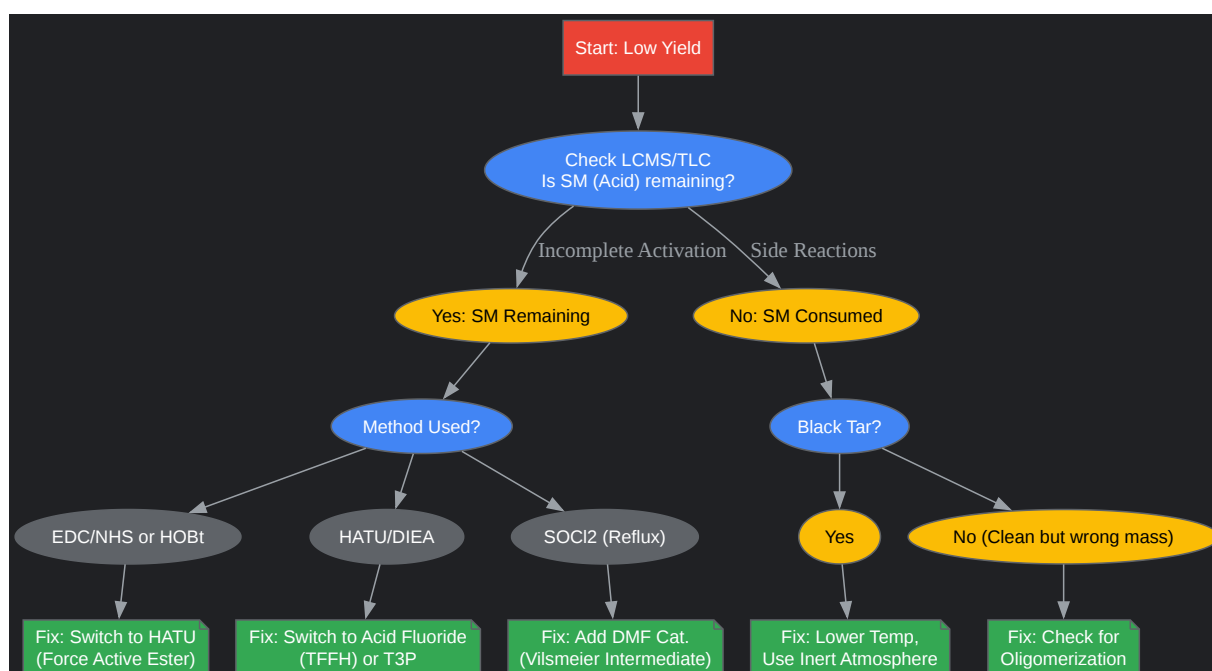 Start: Low Yield
Check LCMS/TLC
Is SM (Acid) remaining?
Incomplete Activation
Side Reactions
Yes: SM Remaining
No: SM Consumed
Method Used?
Black Tar?
EDC/NHS or HOBt
HATU/DIEA
SOCl2 (Reflux)
Yes
No (Clean but wrong mass)
Fix: Switch to HATU
(Force Active Ester)
Fix: Switch to Acid Fluoride
(TFFH) or T3P
Fix: Add DMF Cat.
(Vilsmeier Intermediate)
Fix: Lower Temp,
Use Inert Atmosphere
Fix: Check for
Oligomerization